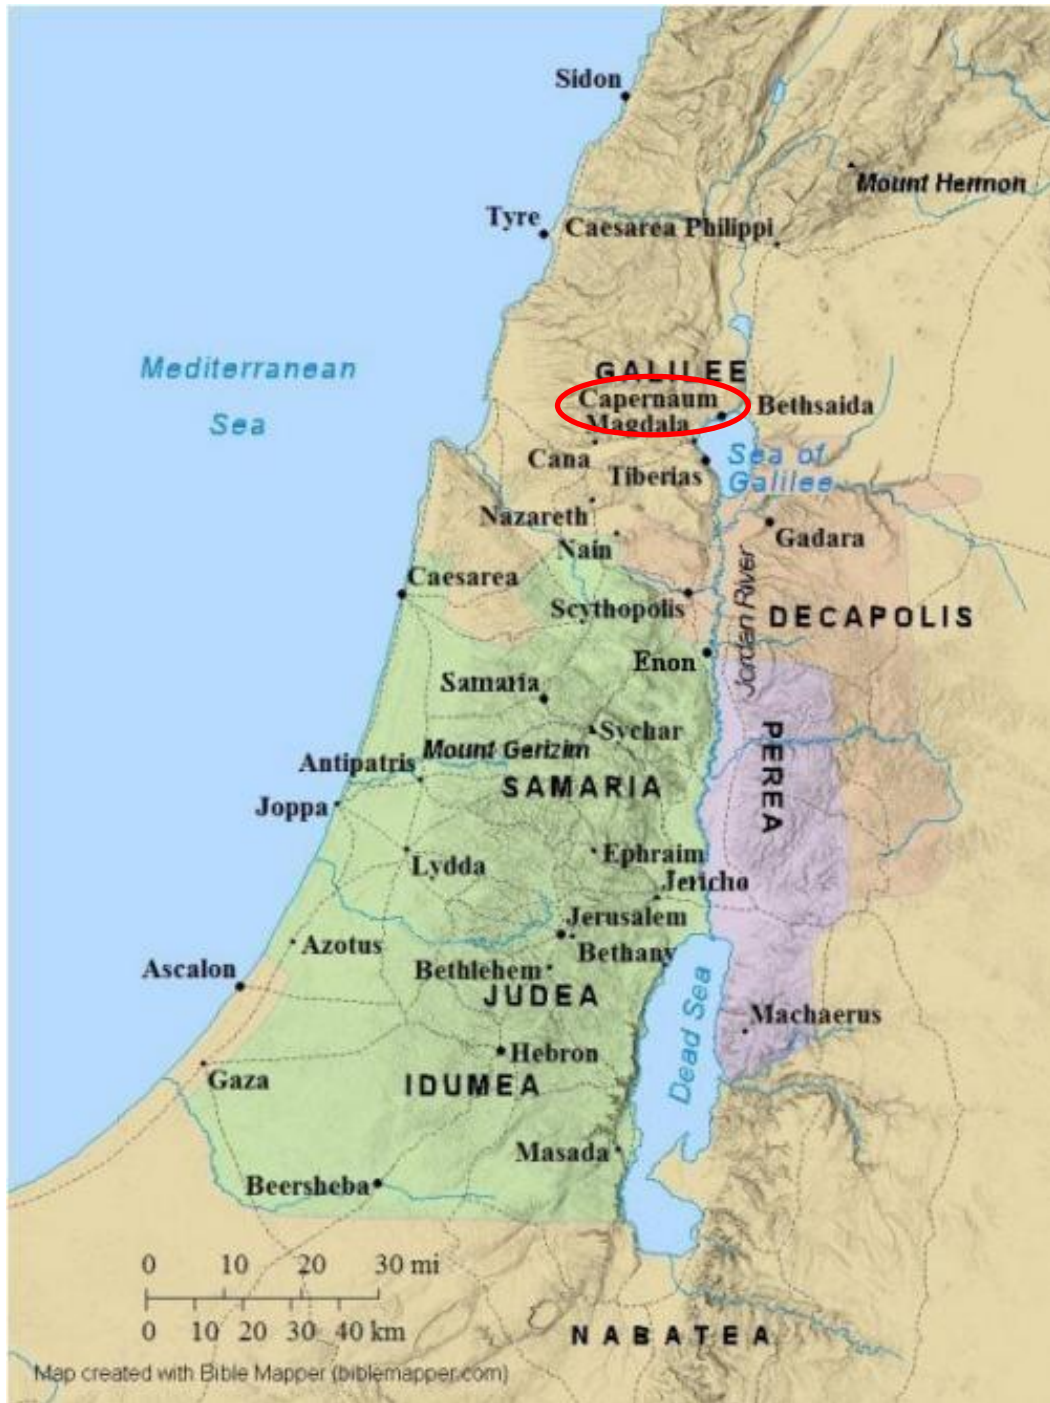 Sidon
Mount Hermon
Tyre
Caesarea Philippi
Mediterranean
Sea
GALILEE
Capernaum
Bethsaida
Magdala
Cana
Sea of
Galilee
Tiberias
Nazareth
Gadara
Nain
Caesarea
Scythopolis
Jordan River
DECAPOLIS
Enon
Samaria
Sychar
Mount Gerizim
PEREA
Antipatris
SAMARIA
Joppa
Lydda
Ephraim
Jericho
Jerusalem
Azotus
Bethany
Ascalon
Bethlehem
JUDEA
Dead Sea
Machaerus
Hebron
Gaza
IDUMEA
Masada
Beersheba
0 10 20 30 mi
0 10 20 30 40 km
NABATEA
Map created with Bible Mapper (biblemapper.com)